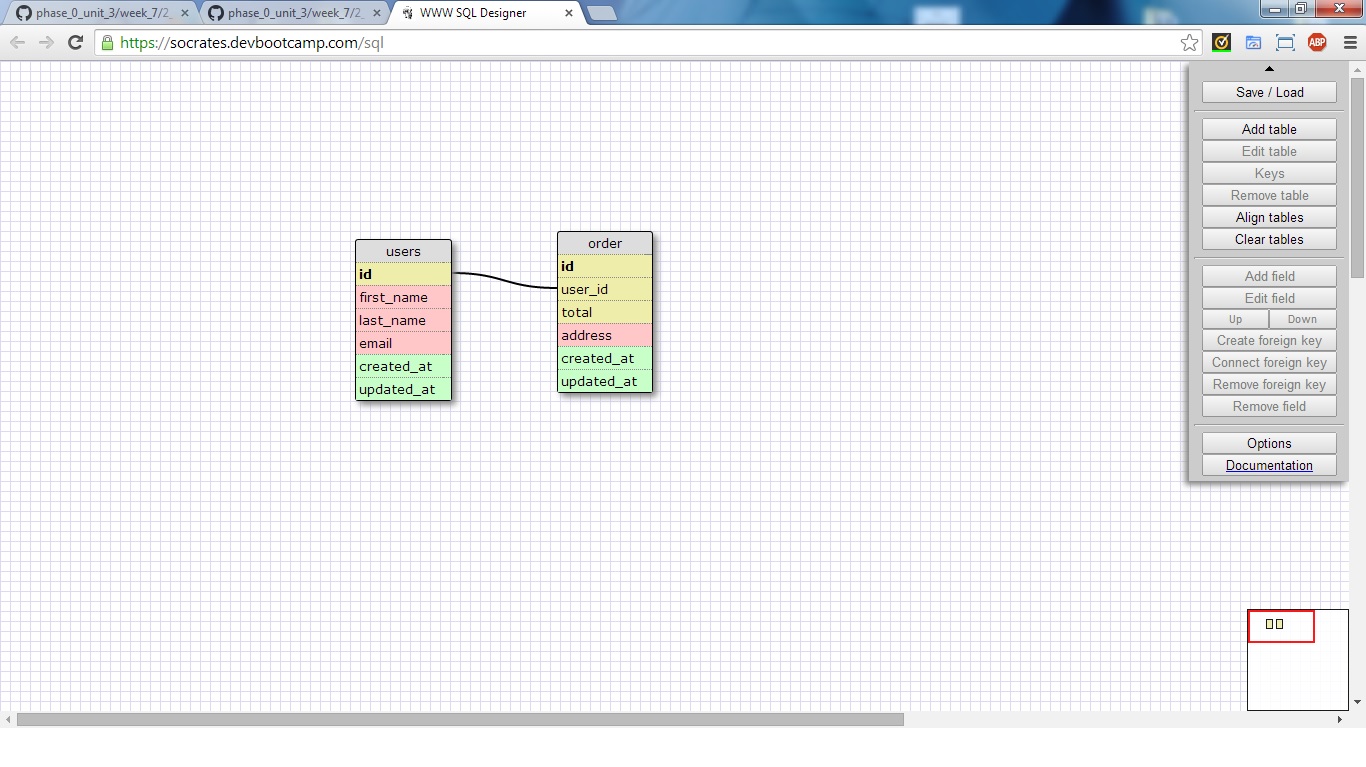 phase_0_unit_3/week_7/2_
phase_0_unit_3/week_7/2_
WWW SQL Designer
https://socrates.devbootcamp.com/sql
ABP
Save / Load
Add table
Edit table
Keys
Remove table
Align tables
Clear tables
Add field
Edit field
Up Down
Create foreign key
Connect foreign key
Remove foreign key
Remove field
Options
Documentation
users
id
first_name
last_name
email
created_at
updated_at
order
id
user_id
total
address
created_at
updated_at